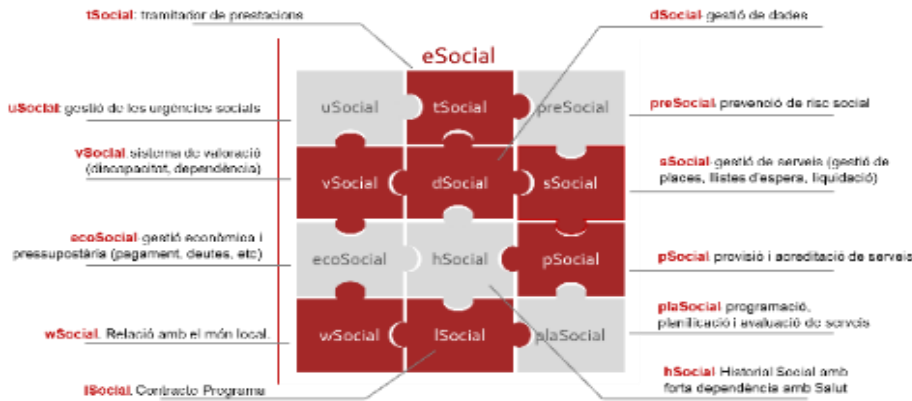 tSocial: tramitador de prestacions
dSocial: gestió de dades
eSocial
uSocial
tSocial
preSocial
vSocial
dSocial
sSocial
ecoSocial
hSocial
pSocial
wSocial
lSocial
plaSocial
uSocial: gestió de les urgències socials
vSocial: sistema de valoració
(discapacitat, dependència)
ecoSocial: gestió econòmica i
pressupostària (pagament, deutes, etc)
wSocial. Relació amb el món local.
lSocial. Contracto Programa
preSocial: prevenció de risc social
sSocial: gestió de serveis (gestió de
places, llistes d'espera, liquidació)
pSocial: provisió i acreditació de serveis
plaSocial: programació,
planificació i avaluació de serveis
hSocial: Historial Social amb
forta dependència amb Salut